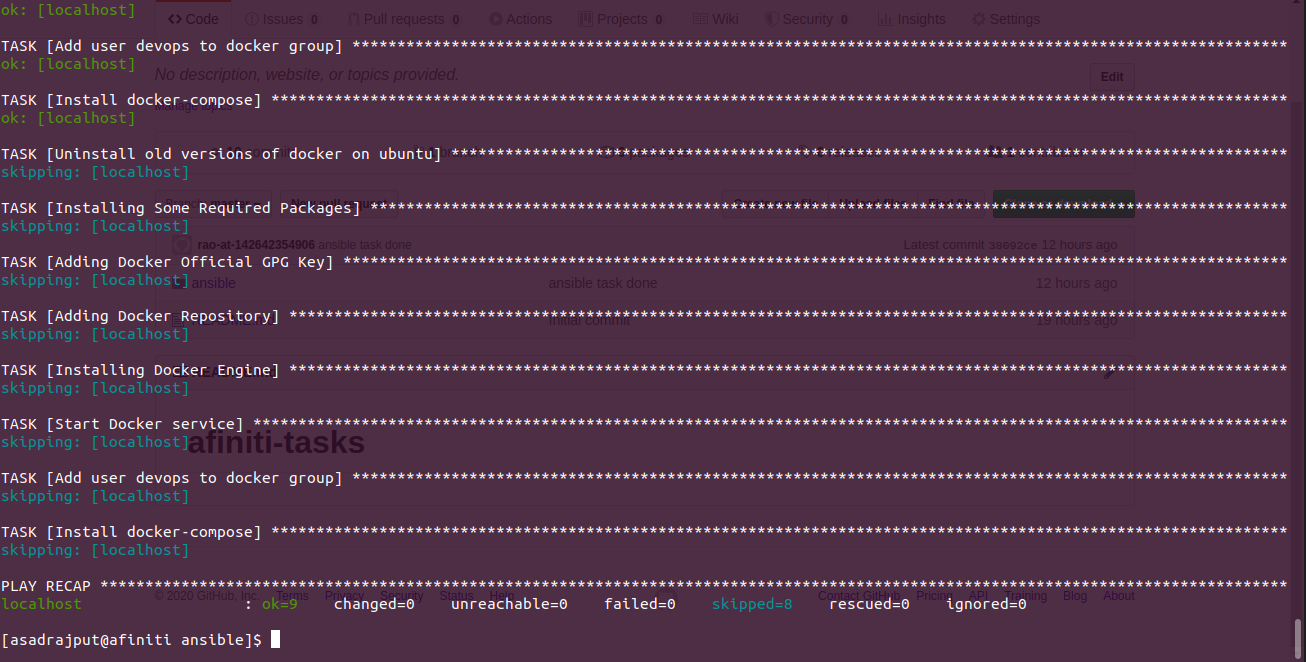 ok: [localhost]
<> Code Issues 0 Pull requests 0 Actions Projects 0 Wiki Security 0 Insights Settings
TASK [Add user devops to docker group] ********************************************************************************************************
ok: [localhost]
No description, website, or topics provided.
Edit
TASK [Install docker-compose] *****************************************************************************************************************
ok: [localhost]
TASK [Uninstall old versions of docker on ubuntu] *********************************************************************************************
skipping: [localhost]
TASK [Installing Some Required Packages] ******************************************************************************************************
skipping: [localhost]
rao-at-142642354906 ansible task done Latest commit 38692ce 12 hours ago
TASK [Adding Docker Official GPG Key] *********************************************************************************************************
skipping: [localhost]
ansible ansible task done 12 hours ago
TASK [Adding Docker Repository] ***************************************************************************************************************
Initial commit 19 hours ago
skipping: [localhost]
TASK [Installing Docker Engine] ***************************************************************************************************************
skipping: [localhost]
TASK [Start Docker service] *******************************************************************************************************************
skipping: [localhost]
afiniti-tasks
TASK [Add user devops to docker group] ********************************************************************************************************
skipping: [localhost]
TASK [Install docker-compose] *****************************************************************************************************************
skipping: [localhost]
PLAY RECAP ************************************************************************************************************************************
© 2020 GitHub, Inc. Terms Privacy Security Status Help Contact GitHub Pricing API Training Blog About
localhost : ok=9 changed=0 unreachable=0 failed=0 skipped=8 rescued=0 ignored=0
[asadrajput@afiniti ansible]$